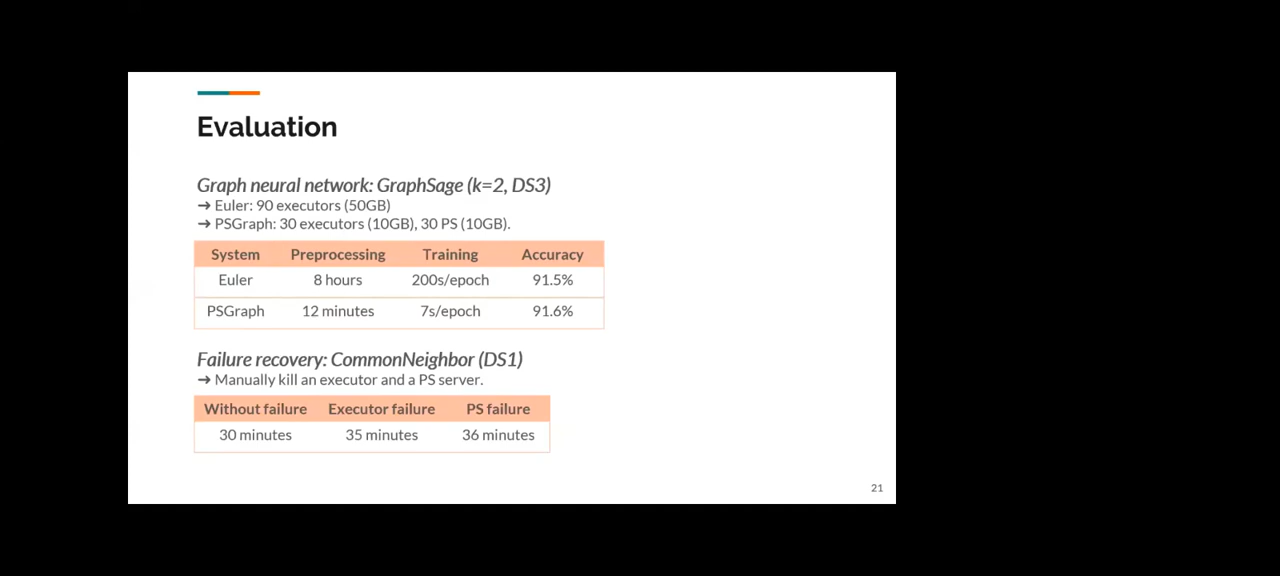 Evaluation
Graph neural network: GraphSage (k=2, DS3)
➔ Euler: 90 executors (50GB)
➔ PSGraph: 30 executors (10GB), 30 PS (10GB).
System Preprocessing Training Accuracy
Euler 8 hours 200s/epoch 91.5%
PSGraph 12 minutes 7s/epoch 91.6%
Failure recovery: CommonNeighbor (DS1)
➔ Manually kill an executor and a PS server.
Without failure Executor failure PS failure
30 minutes 35 minutes 36 minutes
21